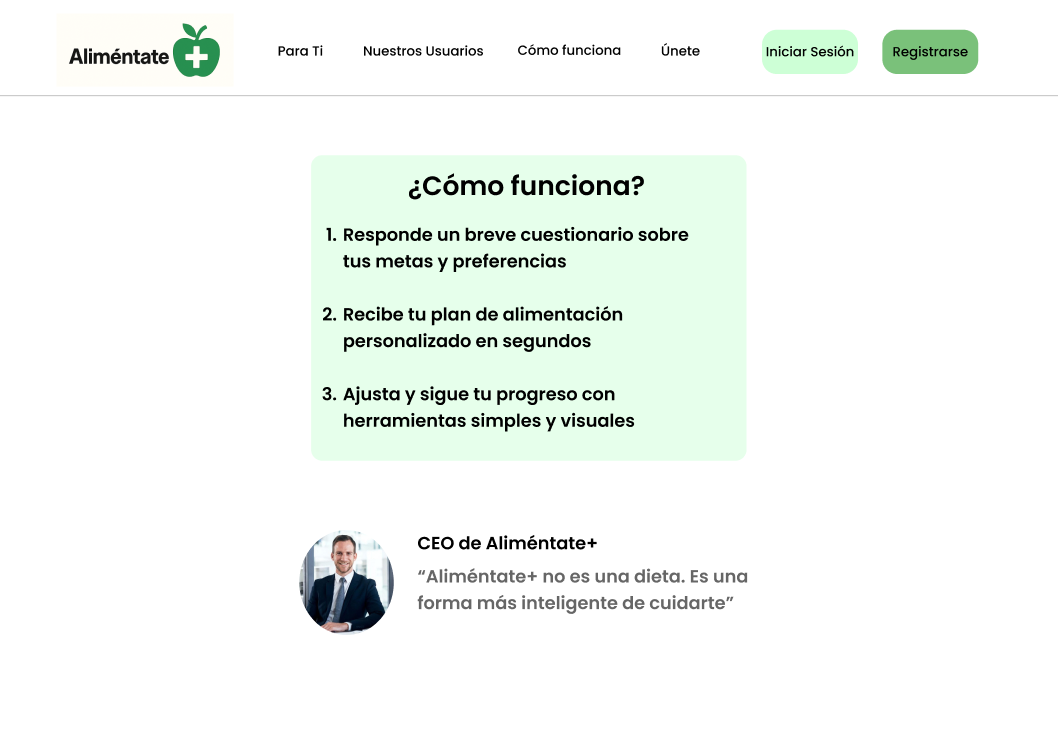 Aliméntate
Para Ti
Nuestros Usuarios
Cómo funciona
Únete
Iniciar Sesión
Registrarse
¿Cómo funciona?
1. Responde un breve cuestionario sobre
tus metas y preferencias
2. Recibe tu plan de alimentación
personalizado en segundos
3. Ajusta y sigue tu progreso con
herramientas simples y visuales
CEO de Aliméntate+
“Aliméntate+ no es una dieta. Es una
forma más inteligente de cuidarte”